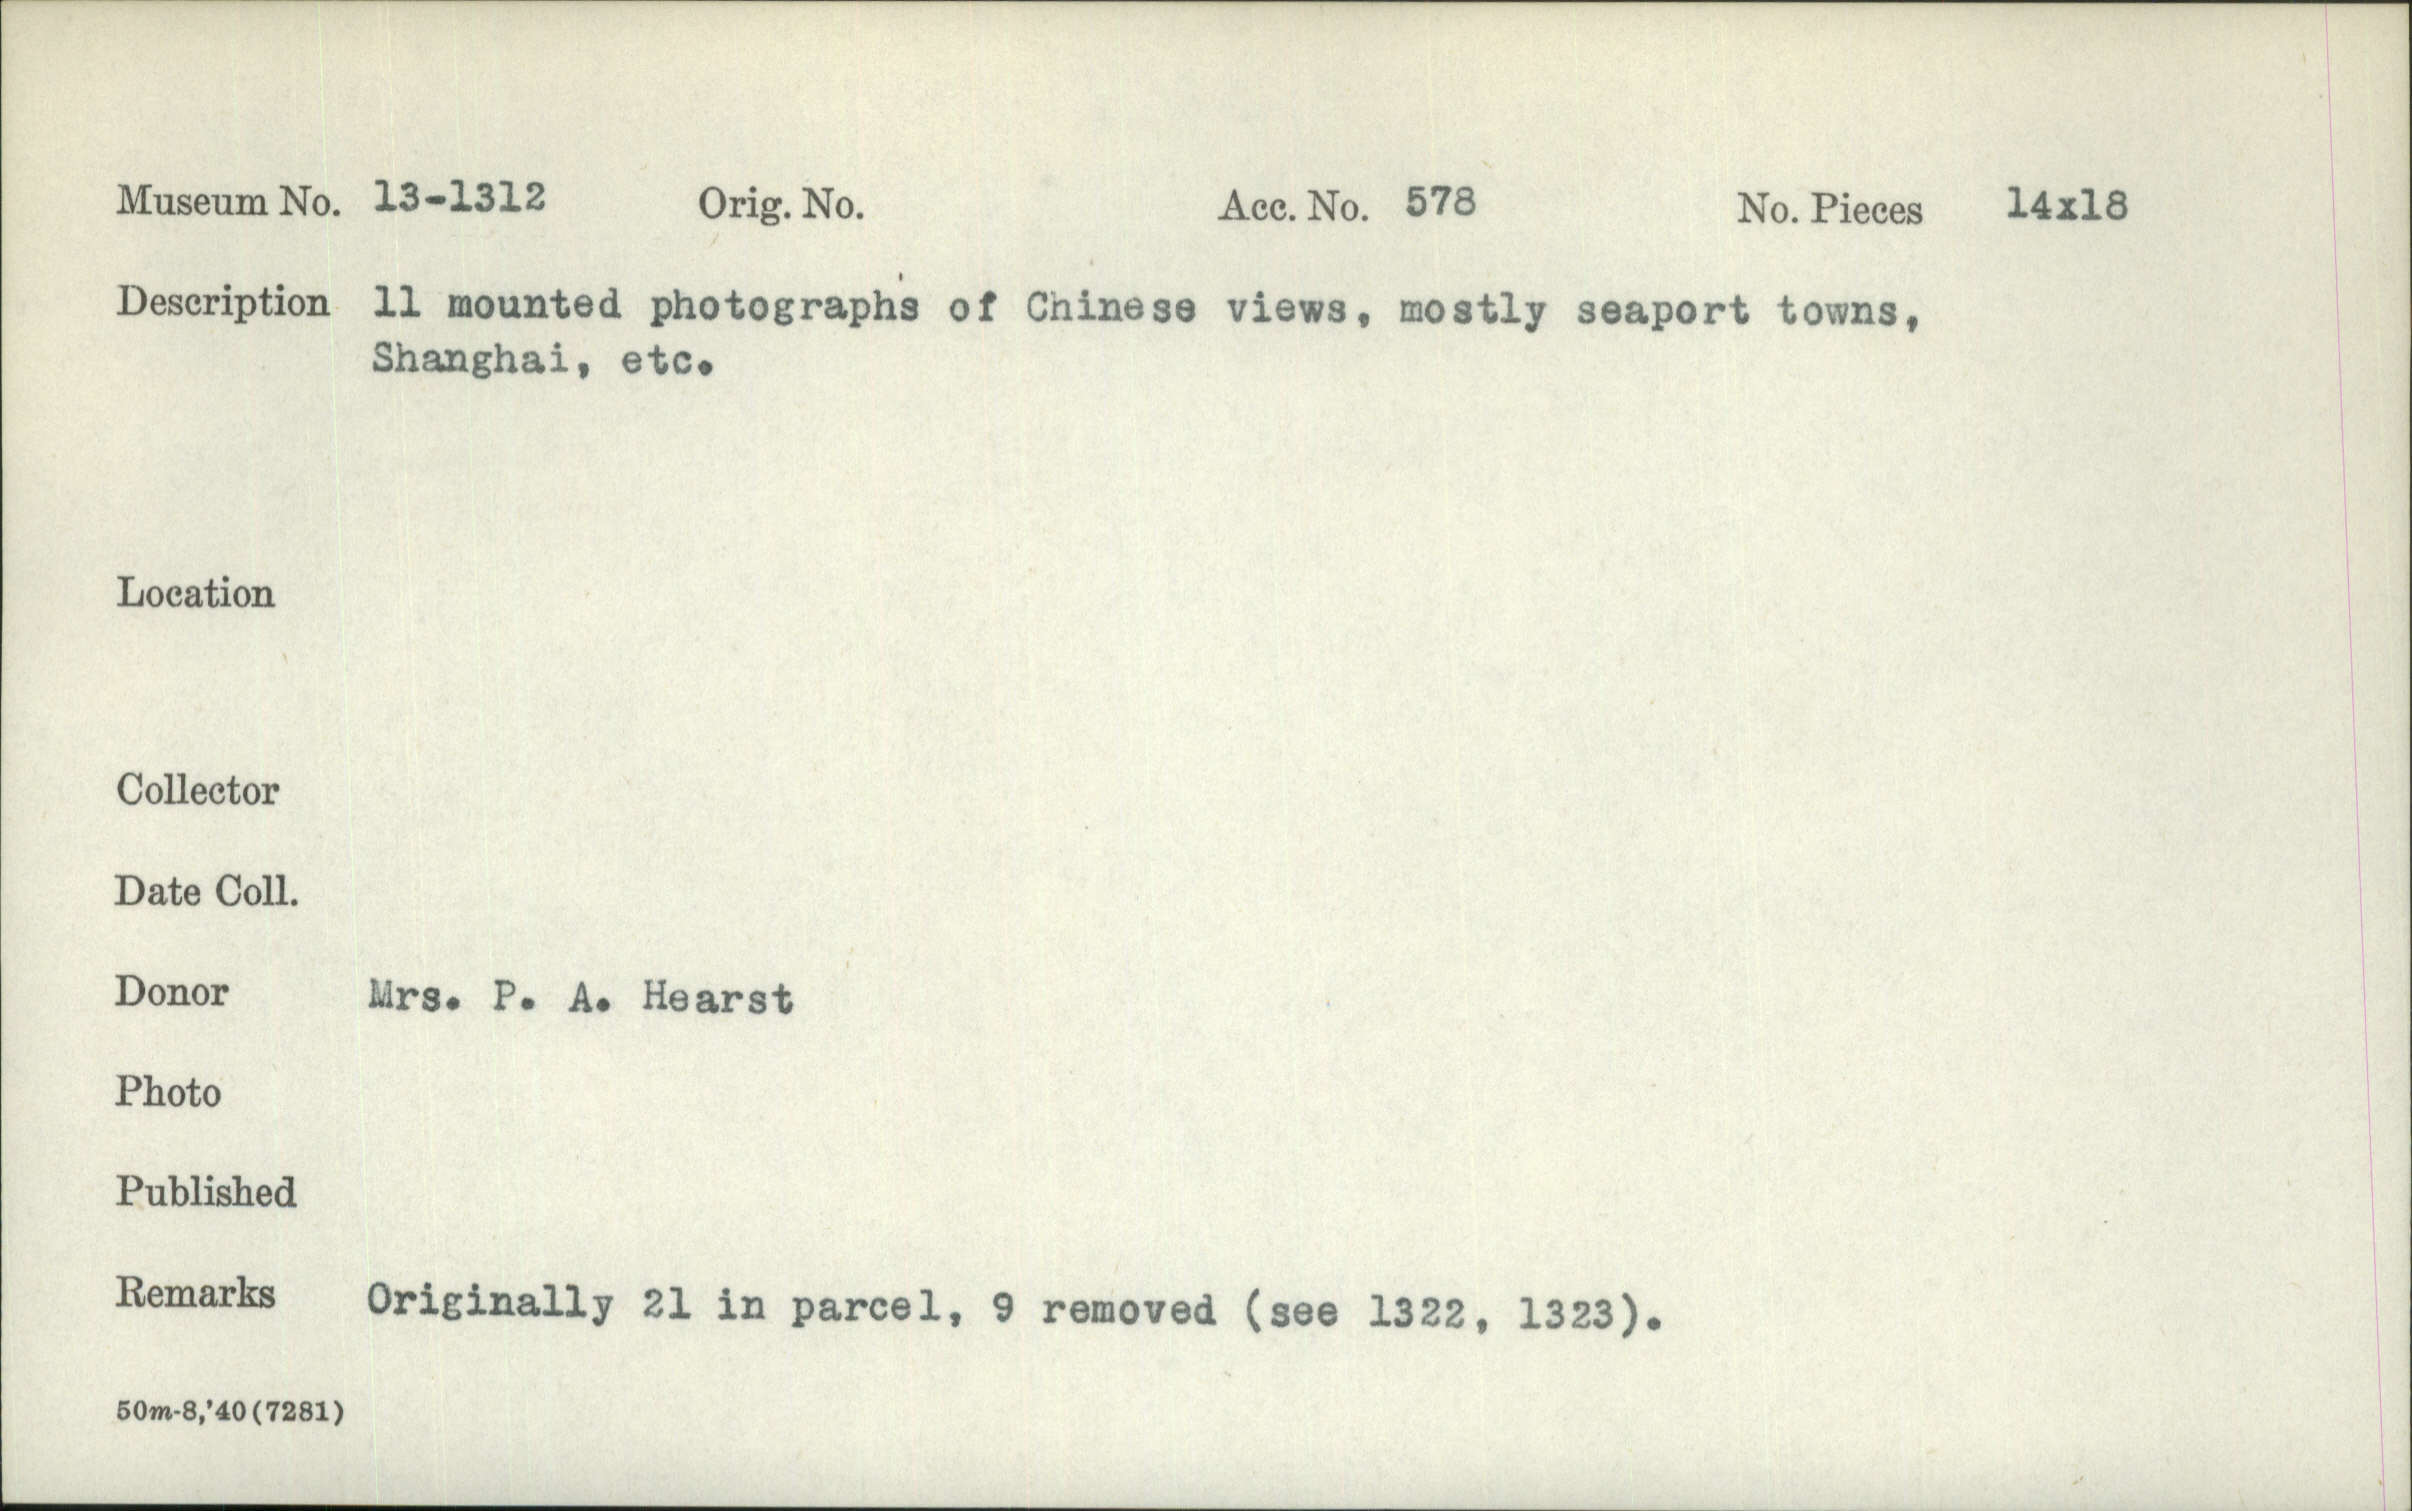 Museum No. 13-1312 Orig. No. Acc. No. 578 No. Pieces 14x18
Description 11 mounted photographs of Chinese views, mostly seaport towns,
Shanghai, etc.
Location
Collector
Date Coll.
Donor Mrs. P. A. Hearst
Photo
Published
Remarks Originally 21 in parcel, 9 removed (see 1322, 1323).
50m-8,'40(7281)